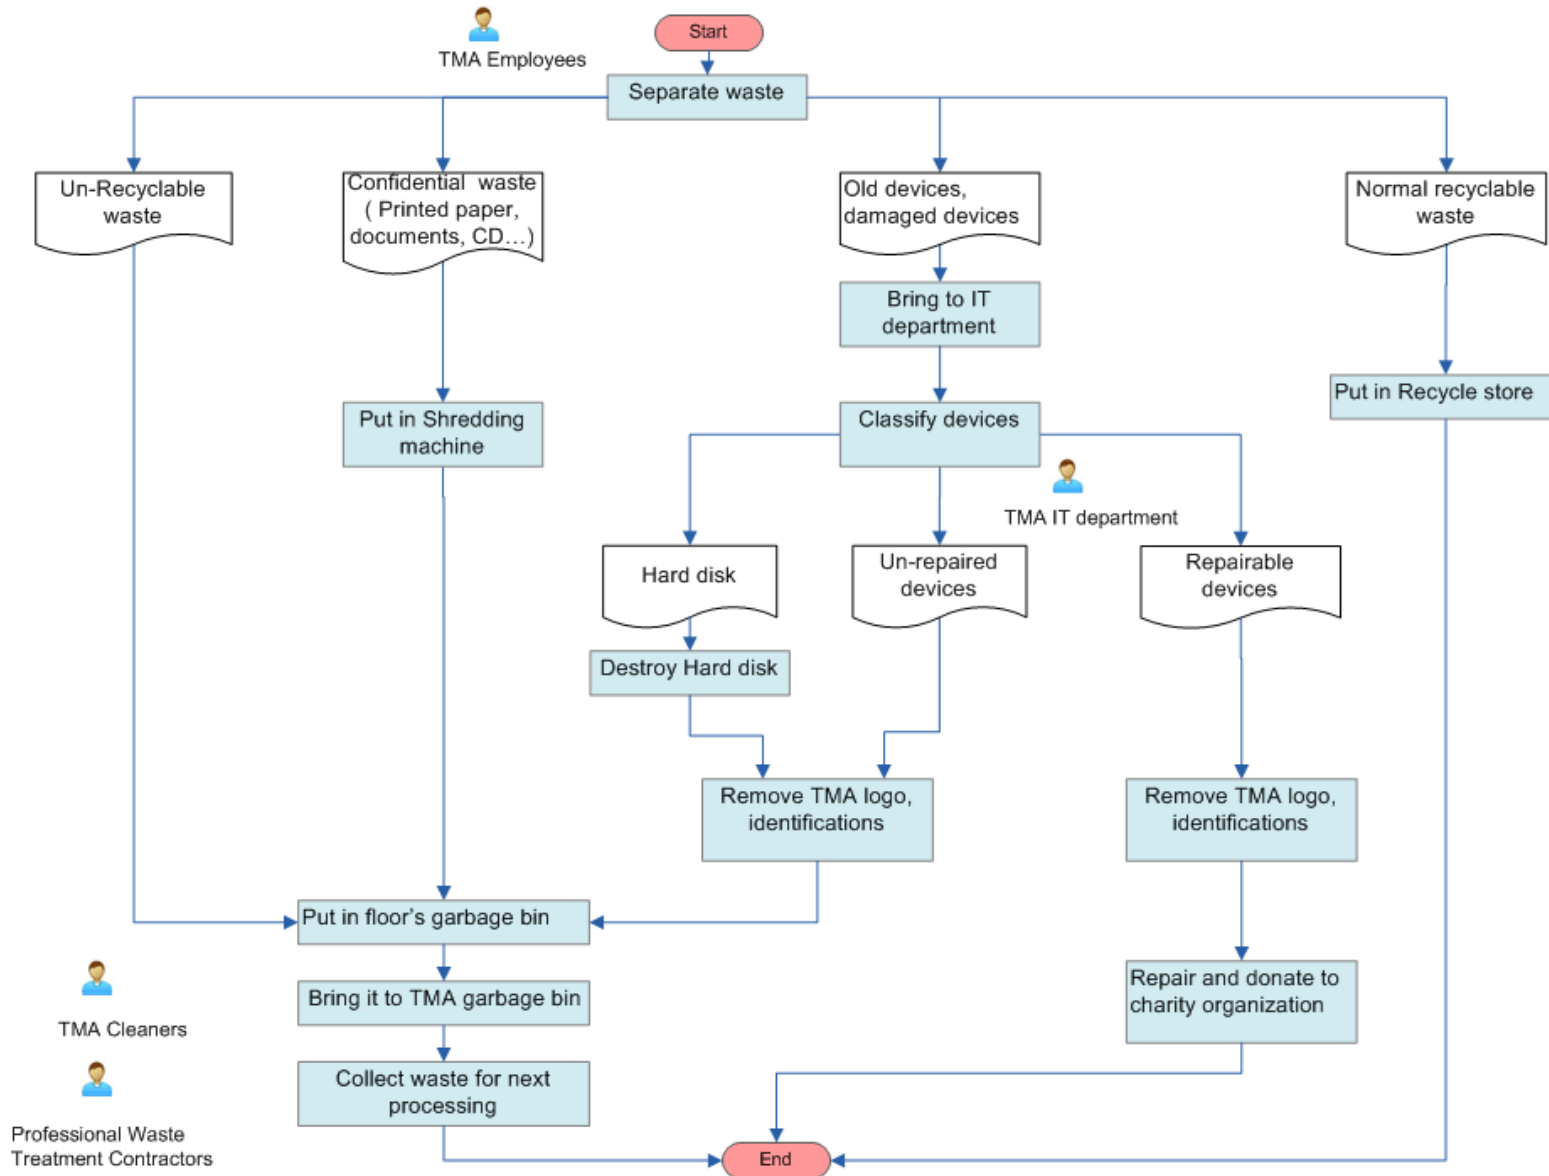 Start
TMA Employees
Separate waste
Un-Recyclable
waste
Confidential waste
( Printed paper,
documents, CD...)
Old devices,
damaged devices
Normal recyclable
waste
Bring to IT
department
Put in Recycle store
Put in Shredding
machine
Classify devices
TMA IT department
Hard disk
Un-repaired
devices
Repairable
devices
Destroy Hard disk
Remove TMA logo,
identifications
Remove TMA logo,
identifications
Put in floor's garbage bin
TMA Cleaners
Bring it to TMA garbage bin
Repair and donate to
charity organization
Collect waste for next
processing
Professional Waste
Treatment Contractors
End